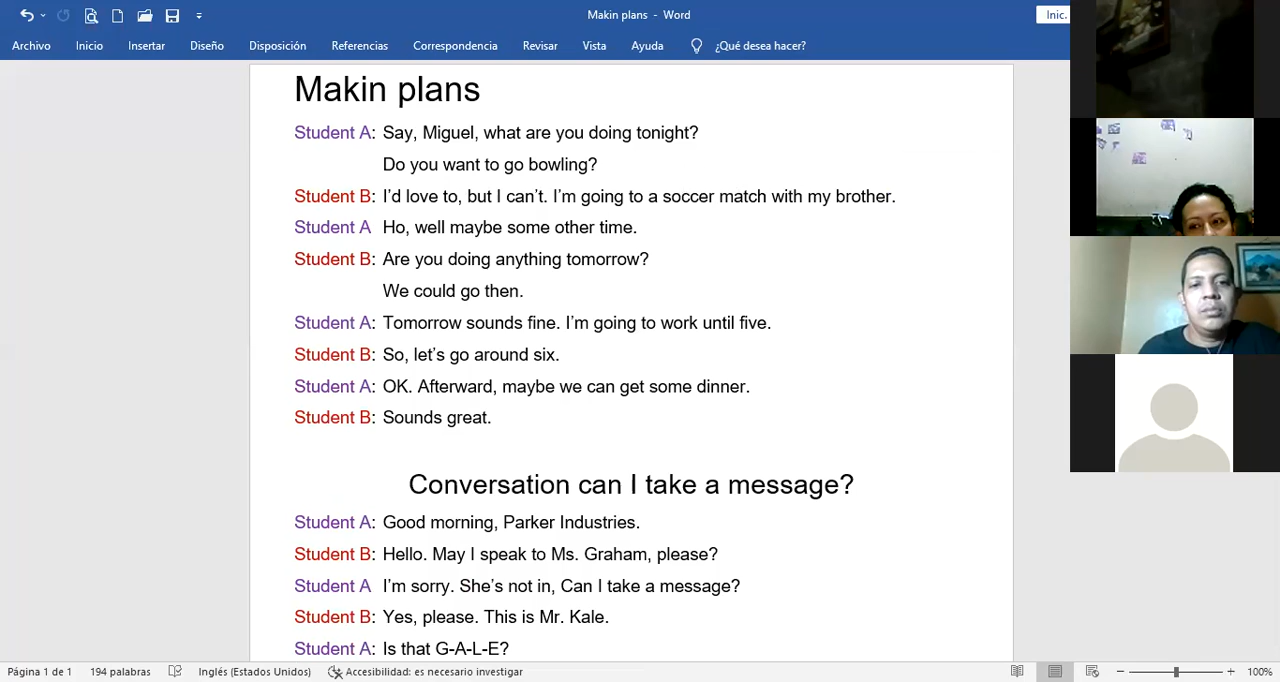 Makin plans - Word
Inic.
Archivo Inicio Insertar Diseño Disposición Referencias Correspondencia Revisar Vista Ayuda ¿Qué desea hacer?
Makin plans
Student A: Say, Miguel, what are you doing tonight?
Do you want to go bowling?
Student B: I'd love to, but I can't. I'm going to a soccer match with my brother.
Student A Ho, well maybe some other time.
Student B: Are you doing anything tomorrow?
We could go then.
Student A: Tomorrow sounds fine. I'm going to work until five.
Student B: So, let's go around six.
Student A: OK. Afterward, maybe we can get some dinner.
Student B: Sounds great.
Conversation can I take a message?
Student A: Good morning, Parker Industries.
Student B: Hello. May I speak to Ms. Graham, please?
Student A I'm sorry. She's not in, Can I take a message?
Student B: Yes, please. This is Mr. Kale.
Student A: Is that G-A-L-E?
Página 1 de 1 194 palabras Inglés (Estados Unidos) Accesibilidad: es necesario investigar 100%